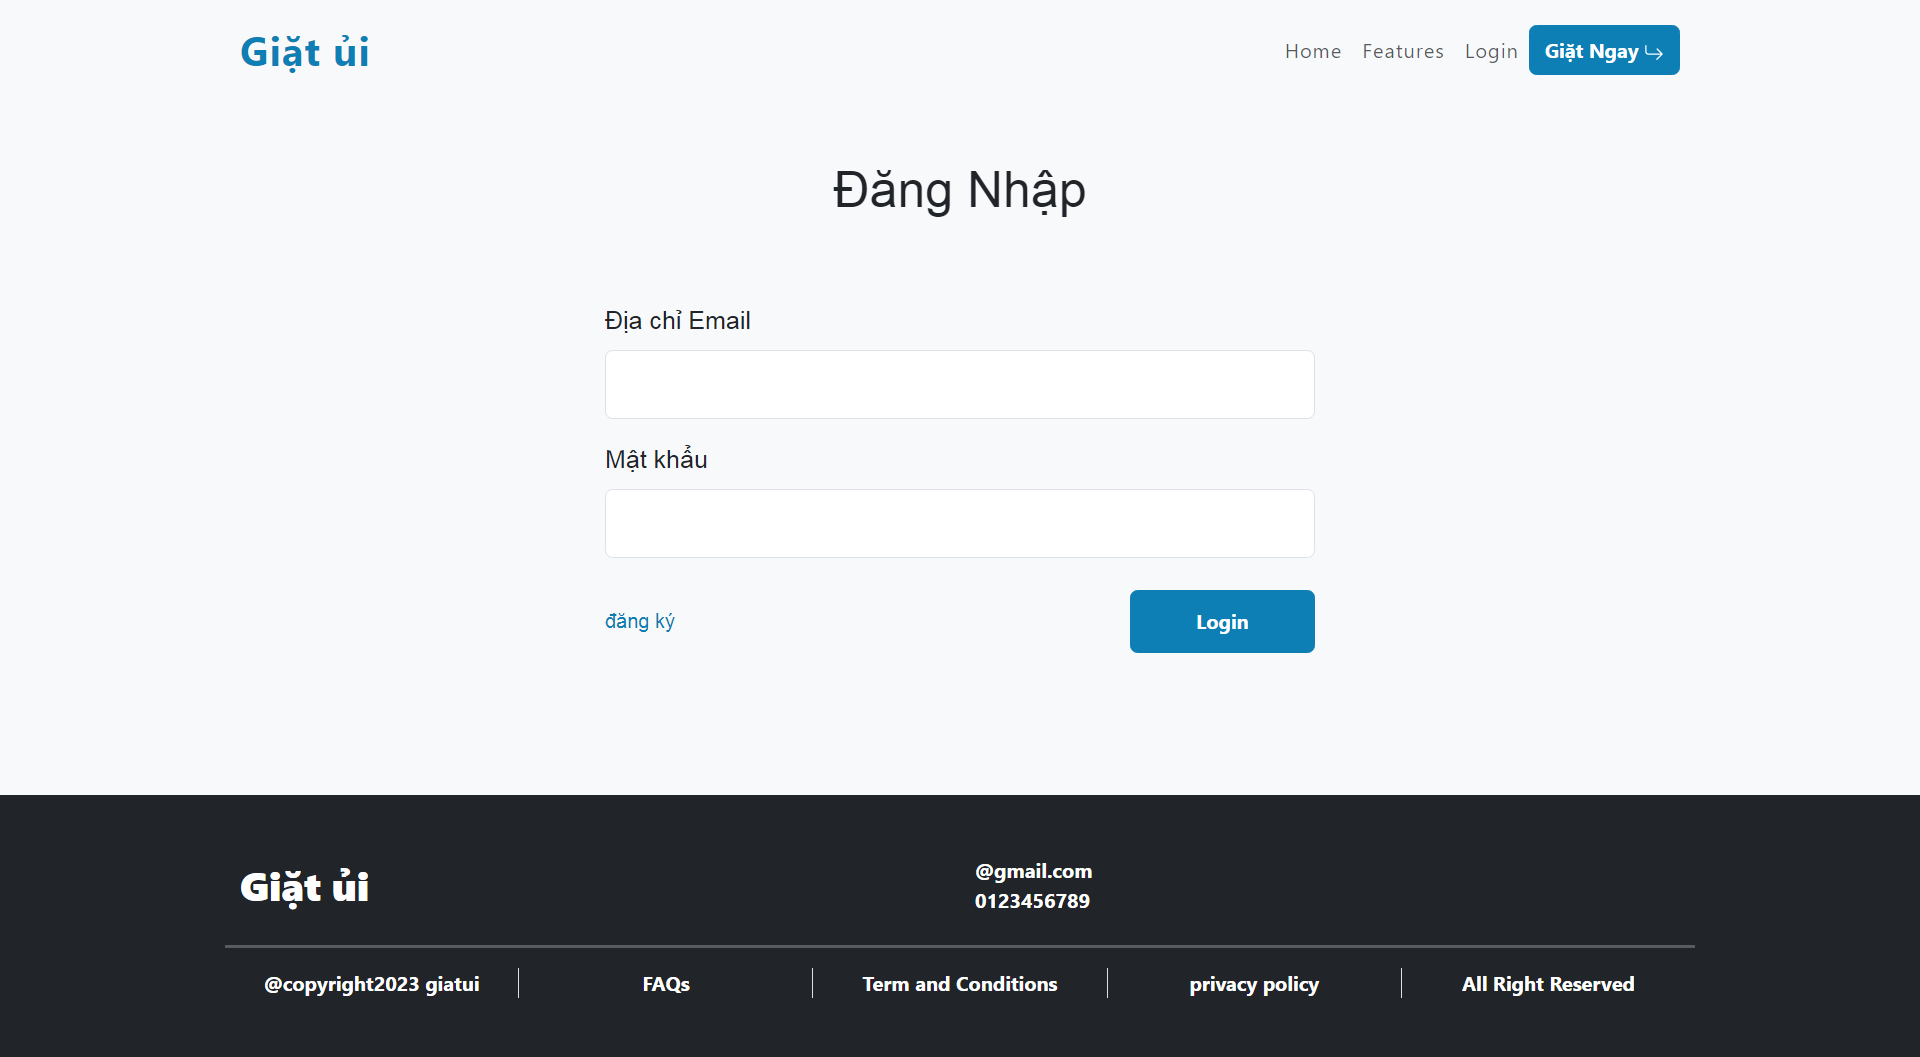 Giặt ủi
Home Features Login Giặt Ngay
Đăng Nhập
Địa chỉ Email
Mật khẩu
đăng ký
Login
Giặt ủi
@gmail.com
0123456789
@copyright2023 giatui
FAQs
Term and Conditions
privacy policy
All Right Reserved